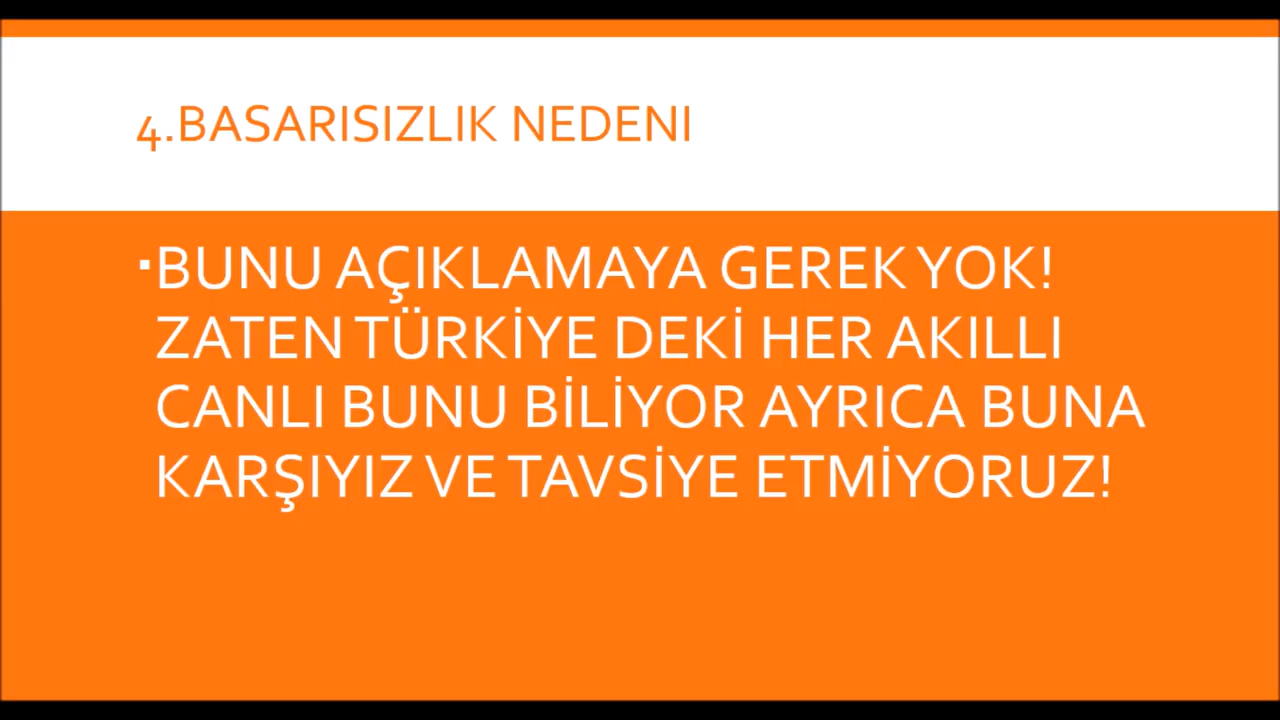 4.BASARISIZLIK NEDENI
▪BUNU AÇIKLAMAYA GEREK YOK!
ZATEN TÜRKİYE DEKİ HER AKILLI
CANLI BUNU BİLİYOR AYRICA BUNA
KARŞIYIZ VE TAVSİYE ETMİYORUZ!